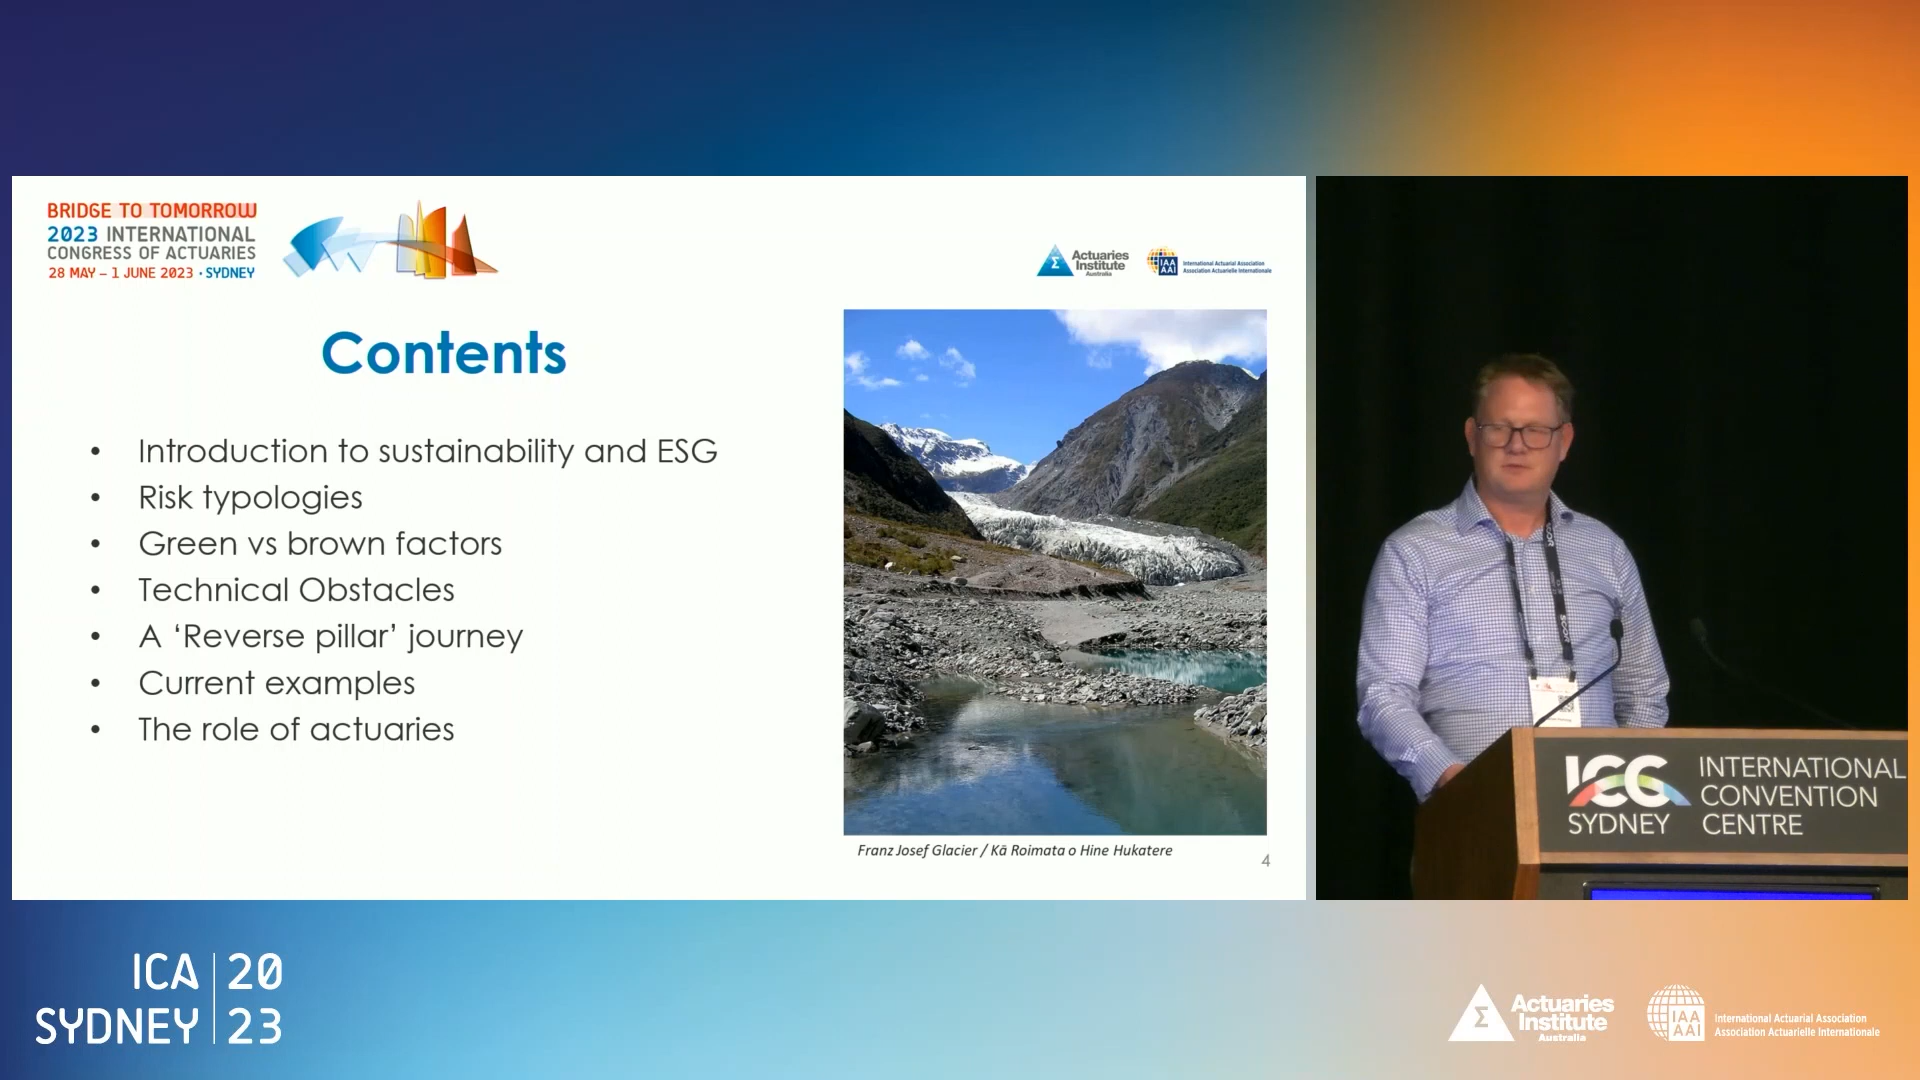 BRIDGE TO TOMORROW
2023 INTERNATIONAL
CONGRESS OF ACTUARIES
28 MAY – 1 JUNE 2023 · SYDNEY
Σ
Actuaries
Institute
Australia
IAA
AAI
International Actuarial Association
Association Actuarielle Internationale
Contents
• Introduction to sustainability and ESG
• Risk typologies
• Green vs brown factors
• Technical Obstacles
• A ‘Reverse pillar’ journey
• Current examples
• The role of actuaries
Franz Josef Glacier / Kā Roimata o Hine Hukatere
4
SCOR
SCOR
ICC
SYDNEY
INTERNATIONAL
CONVENTION
CENTRE
ICA 20
SYDNEY 23
Σ
Actuaries
Institute
Australia
IAA
AAI
International Actuarial Association
Association Actuarielle Internationale